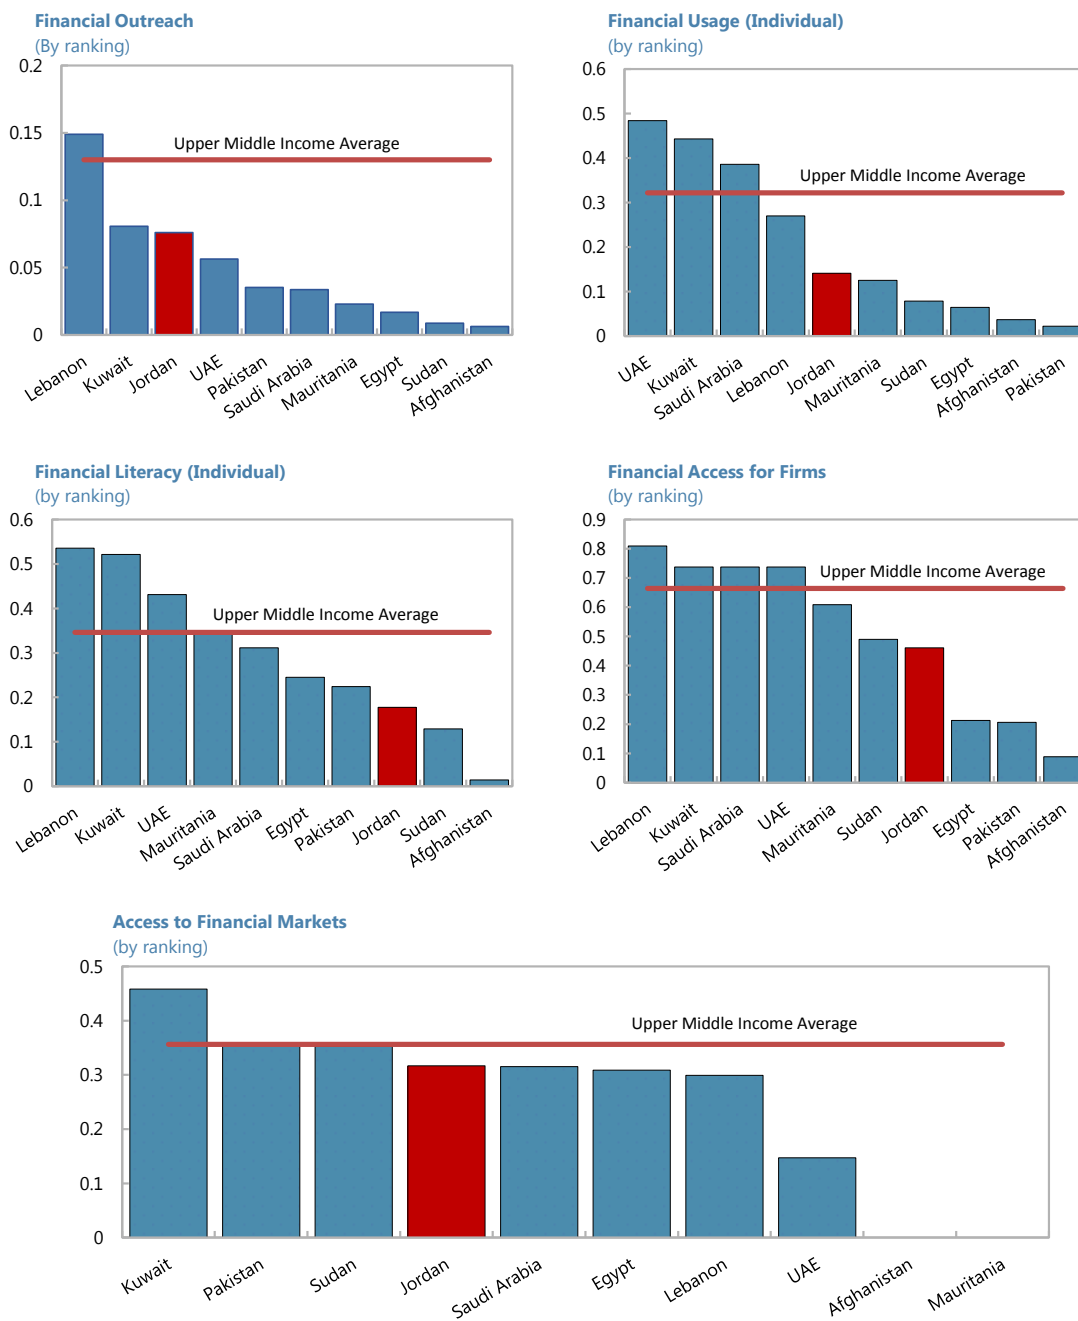 Financial Outreach
(By ranking)
0.2
0.15
0.1
0.05
0
Upper Middle Income Average
Lebanon
Kuwait
Jordan
UAE
Pakistan
Saudi Arabia
Mauritania
Egypt
Sudan
Afghanistan
Financial Usage (Individual)
(by ranking)
0.6
0.5
0.4
0.3
0.2
0.1
0
Upper Middle Income Average
UAE
Kuwait
Saudi Arabia
Lebanon
Jordan
Mauritania
Sudan
Egypt
Afghanistan
Pakistan
Financial Literacy (Individual)
(by ranking)
0.6
0.5
0.4
0.3
0.2
0.1
0
Upper Middle Income Average
Lebanon
Kuwait
UAE
Mauritania
Saudi Arabia
Egypt
Pakistan
Jordan
Sudan
Afghanistan
Financial Access for Firms
(by ranking)
0.9
0.8
0.7
0.6
0.5
0.4
0.3
0.2
0.1
0
Upper Middle Income Average
Lebanon
Kuwait
Saudi Arabia
UAE
Mauritania
Sudan
Jordan
Egypt
Pakistan
Afghanistan
Access to Financial Markets
(by ranking)
0.5
0.4
0.3
0.2
0.1
0
Upper Middle Income Average
Kuwait
Pakistan
Sudan
Jordan
Saudi Arabia
Egypt
Lebanon
UAE
Afghanistan
Mauritania